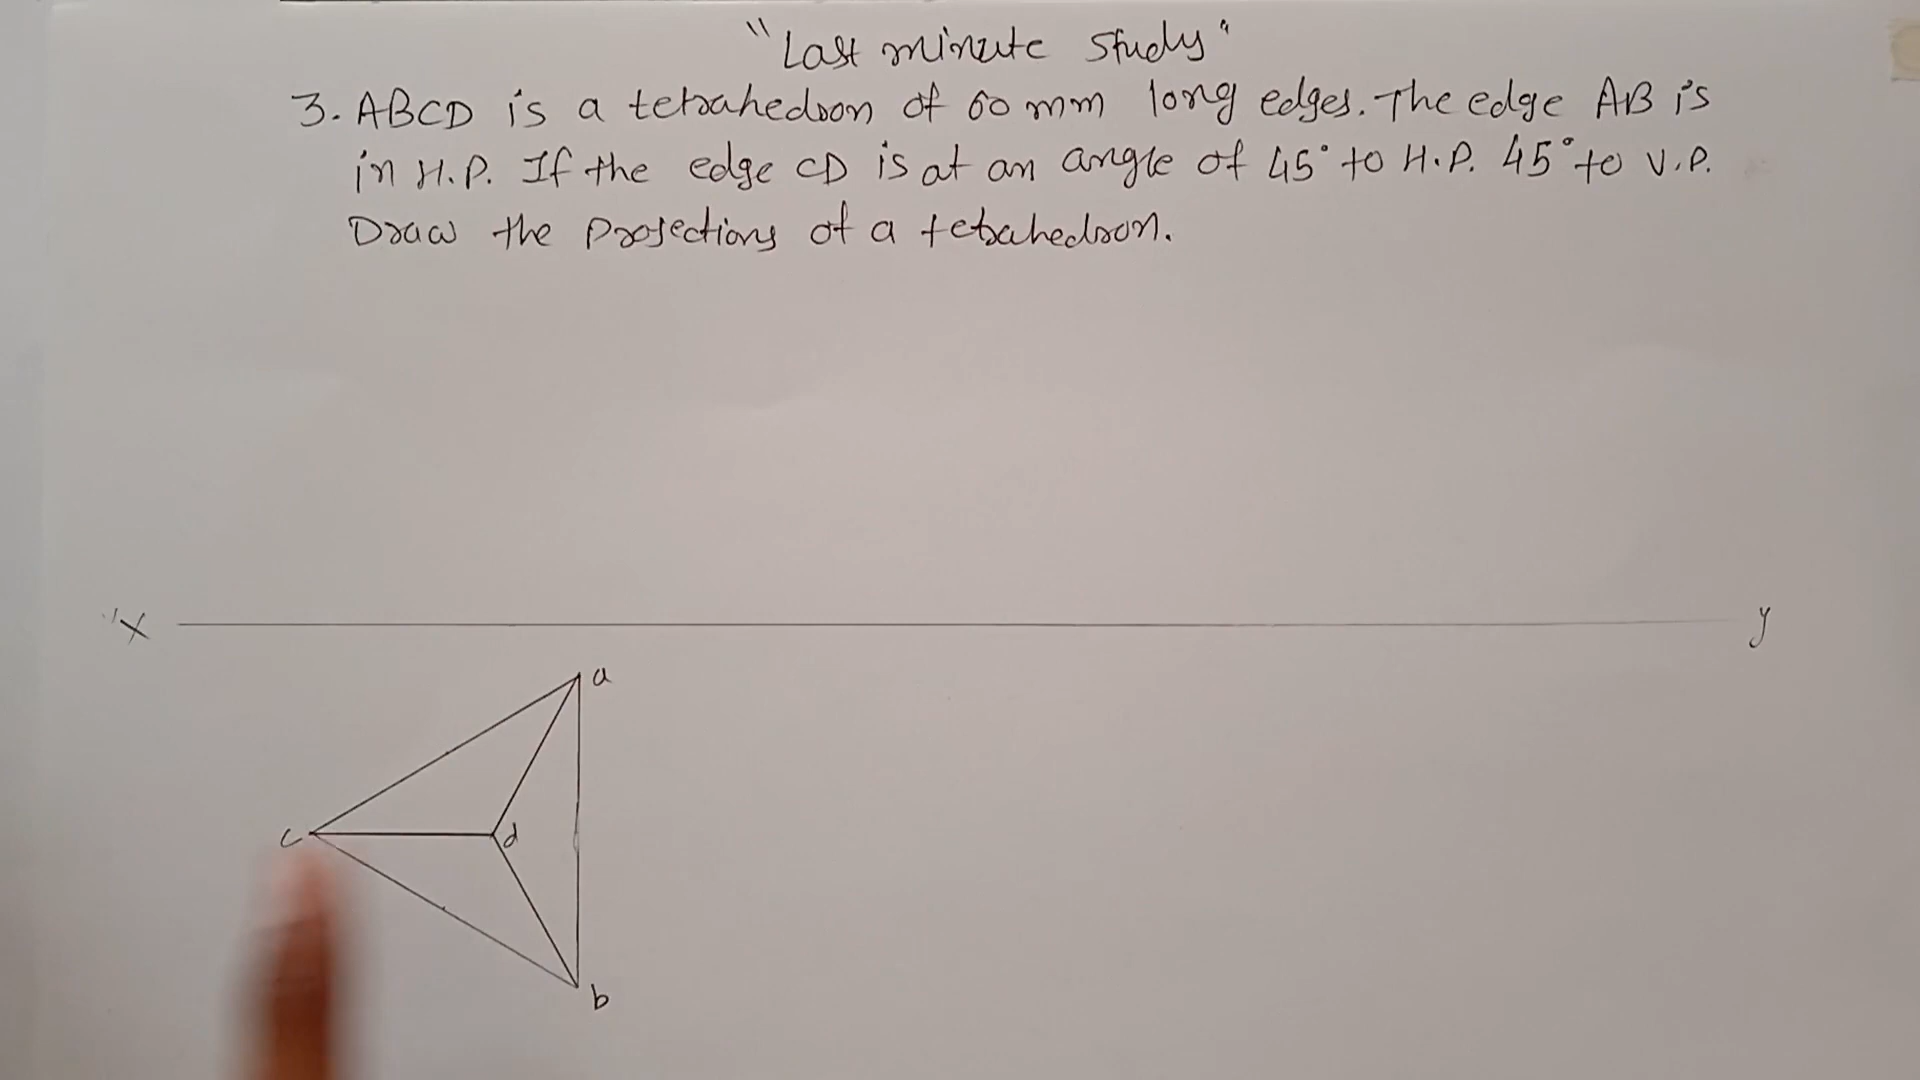 "Last minute Study"
3. ABCD is a tetrahedron of 60 mm long edges. The edge AB is
in H.P. If the edge CD is at an angle of 45° to H.P. 45° to V.P.
Draw the Projections of a tetrahedron.
X y
a
c d
b